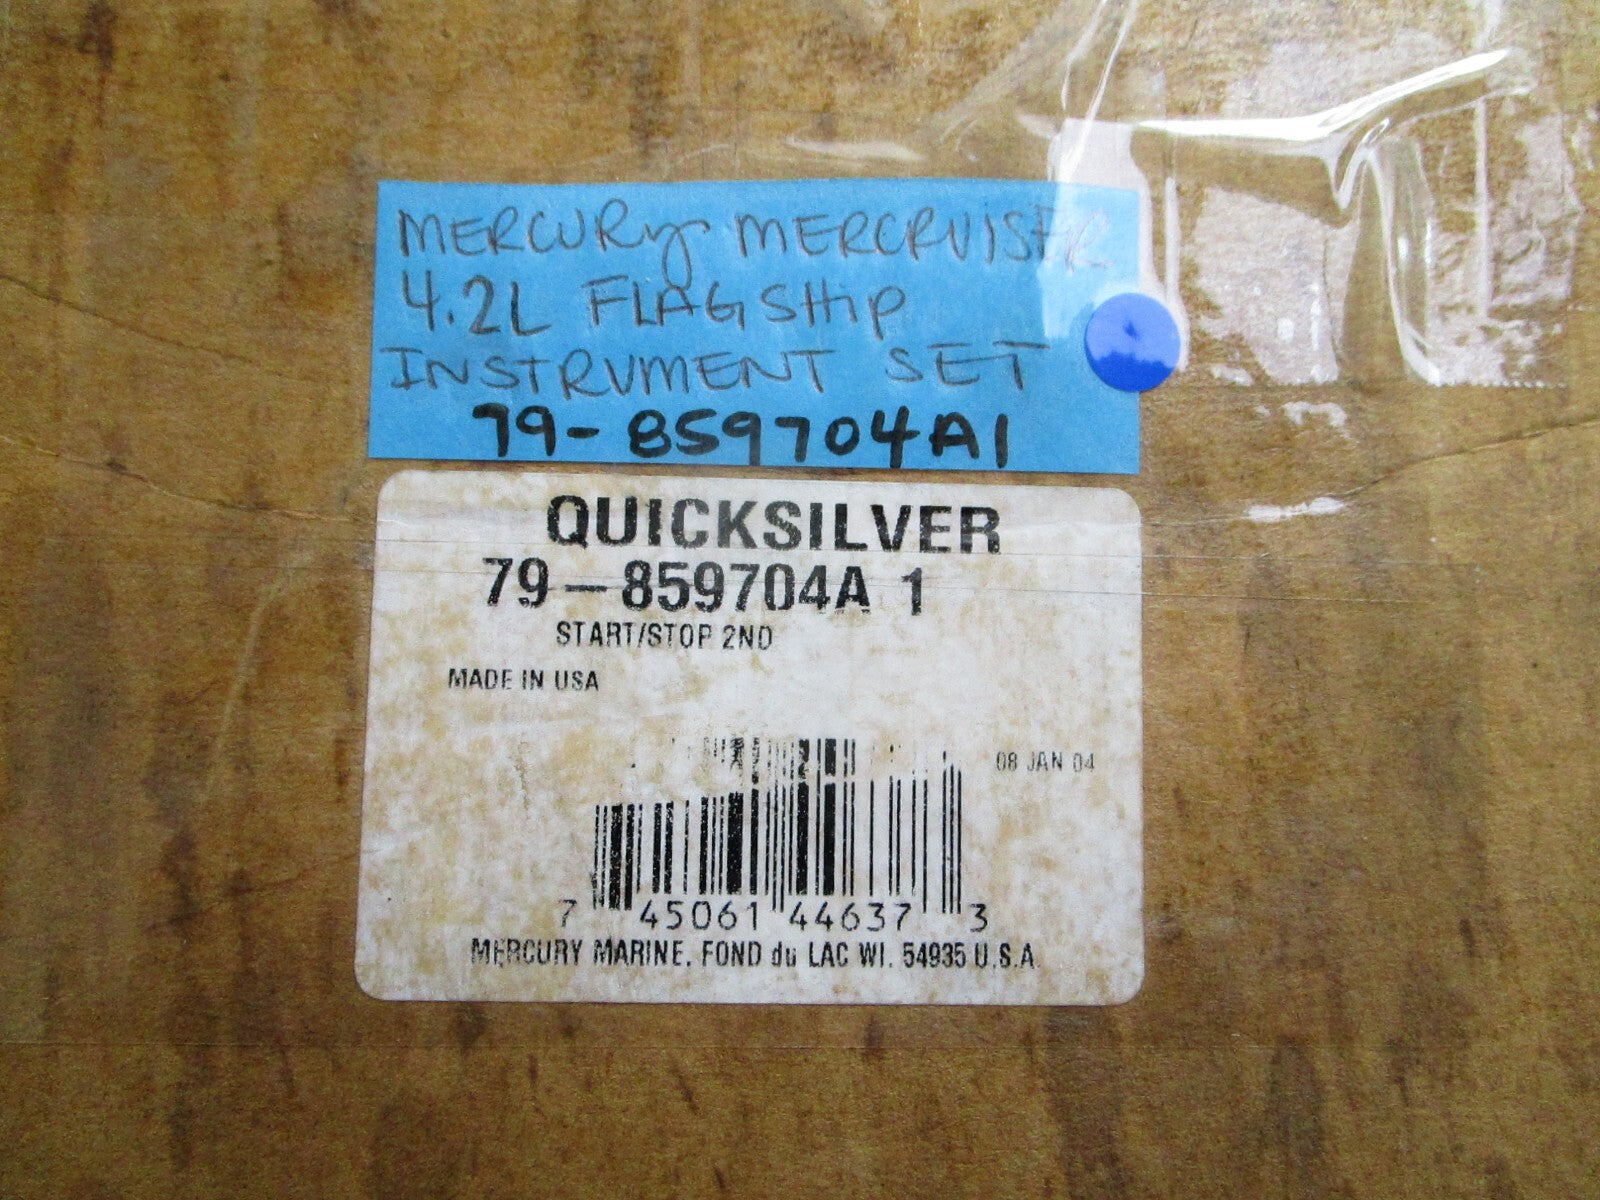 MERCURY MERCRUISER
4.2L FLAGSHIP
INSTRUMENT SET
79-859704A1
QUICKSILVER
79-859704A 1
START/STOP 2ND
MADE IN USA
08 JAN 04
7 45061 44637 3
MERCURY MARINE. FOND du LAC WI. 54935 U.S.A.